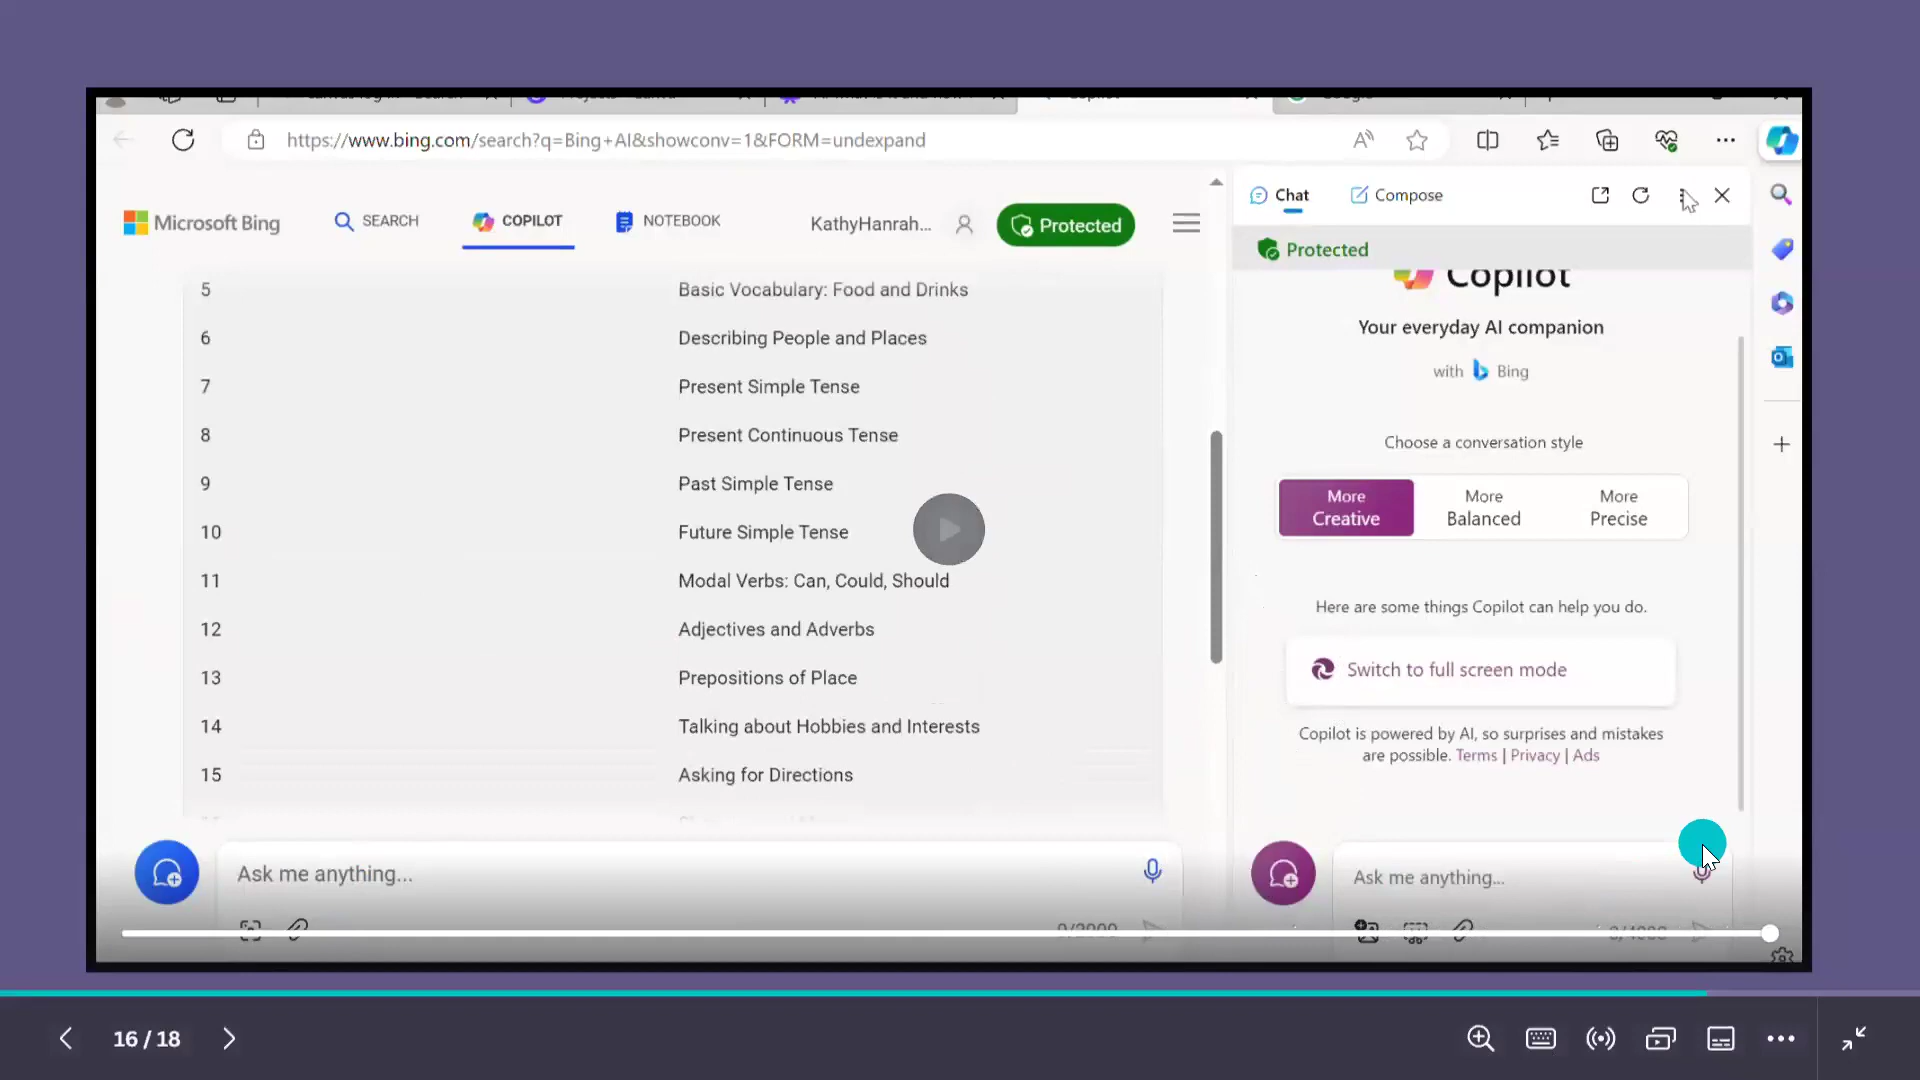 https://www.bing.com/search?q=Bing+AI&showconv=1&FORM=undexpand
Microsoft Bing
SEARCH
COPILOT
NOTEBOOK
KathyHanrah...
Protected
5 Basic Vocabulary: Food and Drinks
6 Describing People and Places
7 Present Simple Tense
8 Present Continuous Tense
9 Past Simple Tense
10 Future Simple Tense
11 Modal Verbs: Can, Could, Should
12 Adjectives and Adverbs
13 Prepositions of Place
14 Talking about Hobbies and Interests
15 Asking for Directions
Ask me anything...
Chat
Compose
Protected
Copilot
Your everyday AI companion
with Bing
Choose a conversation style
More Creative
More Balanced
More Precise
Here are some things Copilot can help you do.
Switch to full screen mode
Copilot is powered by AI, so surprises and mistakes
are possible. Terms | Privacy | Ads
Ask me anything...
16 / 18